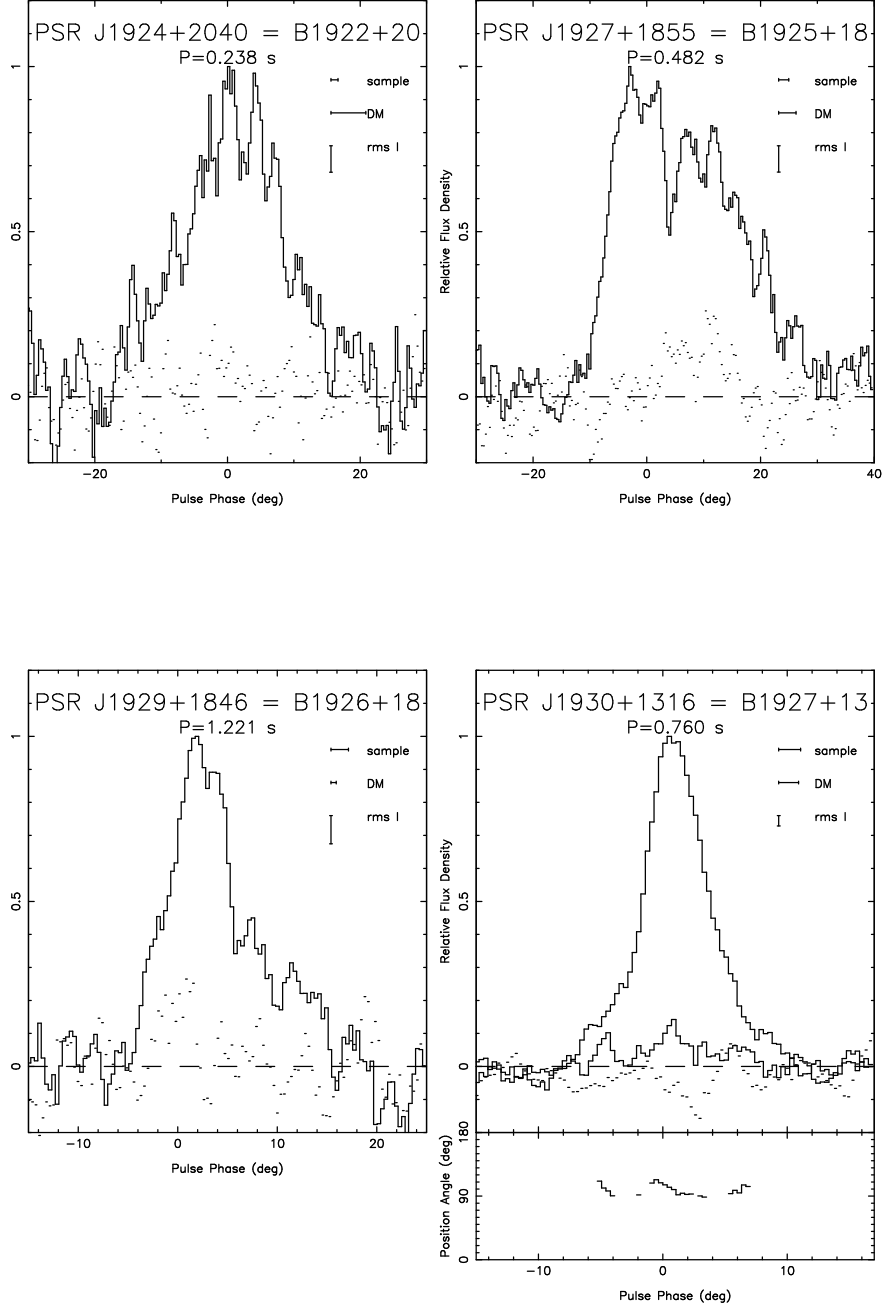 PSR J1924+2040 = B1922+20
P=0.238 s
sample
DM
rms I
1
0.5
0
−20
0
20
Pulse Phase (deg)
PSR J1927+1855 = B1925+18
P=0.482 s
sample
DM
rms I
Relative Flux Density
1
0.5
0
−20
0
20
40
Pulse Phase (deg)
PSR J1929+1846 = B1926+18
P=1.221 s
sample
DM
rms I
1
0.5
0
−10
0
10
20
Pulse Phase (deg)
PSR J1930+1316 = B1927+13
P=0.760 s
sample
DM
rms I
Relative Flux Density
1
0.5
0
Position Angle (deg)
180
90
0
−10
0
10
Pulse Phase (deg)